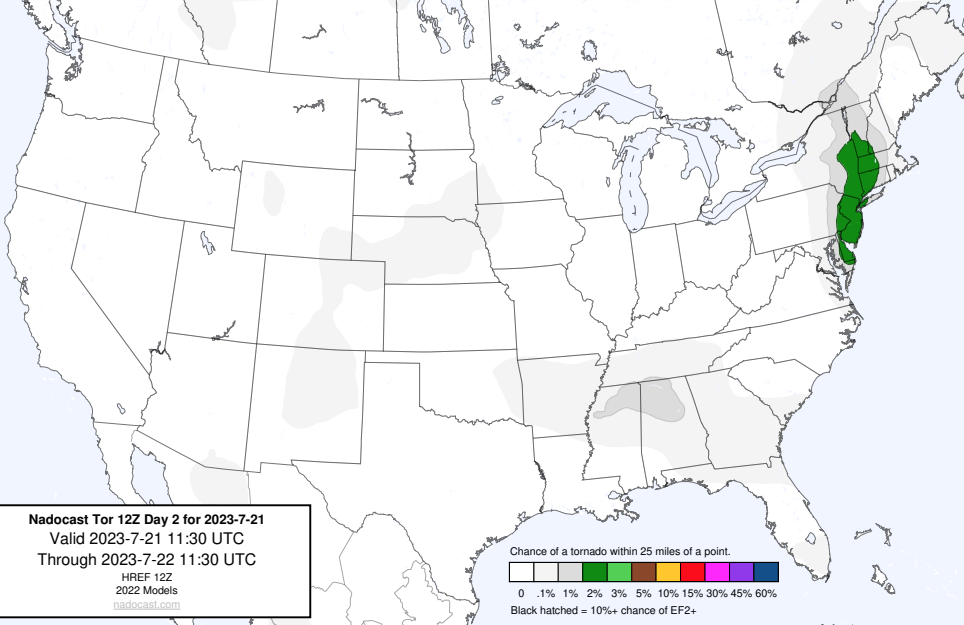 Nadocast Tor 12Z Day 2 for 2023-7-21
Valid 2023-7-21 11:30 UTC
Through 2023-7-22 11:30 UTC
HREF 12Z
2022 Models
nadocast.com
Chance of a tornado within 25 miles of a point.
0 .1% 1% 2% 3% 5% 10% 15% 30% 45% 60%
Black hatched = 10%+ chance of EF2+